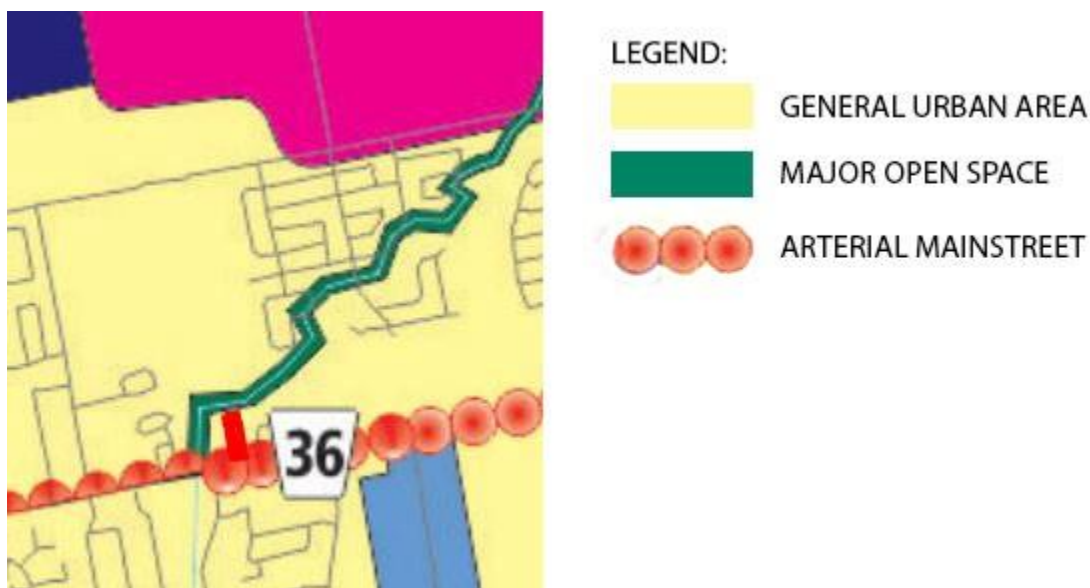 LEGEND:
GENERAL URBAN AREA
MAJOR OPEN SPACE
ARTERIAL MAINSTREET
36